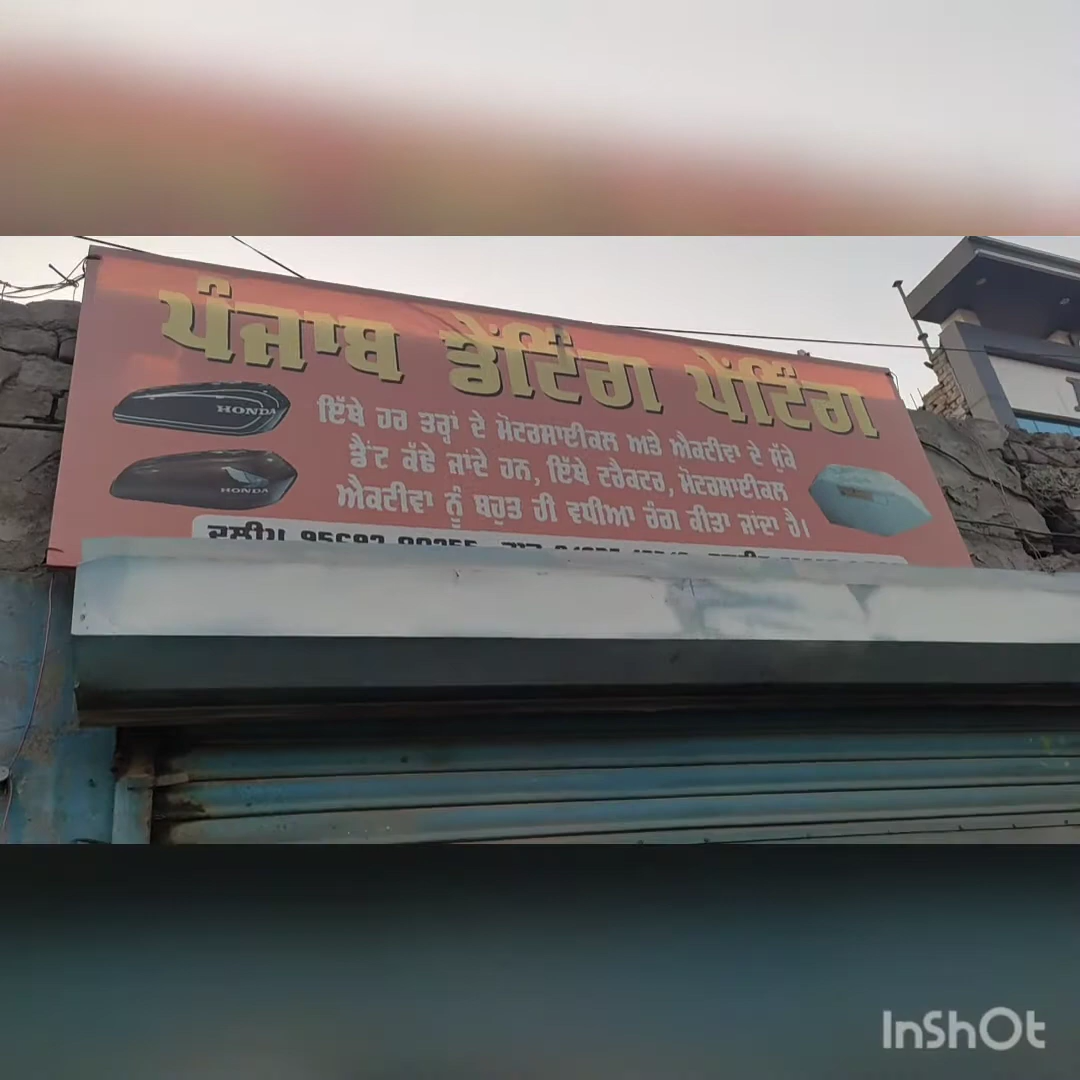 ਪੰਜਾਬ ਡੈਂਟਿੰਗ ਪੇਂਟਿੰਗ
HONDA
HONDA
ਇੱਥੇ ਹਰ ਤਰ੍ਹਾਂ ਦੇ ਮੋਟਰਸਾਈਕਲ ਅਤੇ ਐਕਟੀਵਾ ਦੇ ਸੁੱਕੇ
ਡੈਂਟ ਕੱਢੇ ਜਾਂਦੇ ਹਨ, ਇੱਥੇ ਟਰੈਕਟਰ, ਮੋਟਰਸਾਈਕਲ
ਐਕਟੀਵਾ ਨੂੰ ਬਹੁਤ ਹੀ ਵਧੀਆ ਰੰਗ ਕੀਤਾ ਜਾਂਦਾ ਹੈ।
InShOt